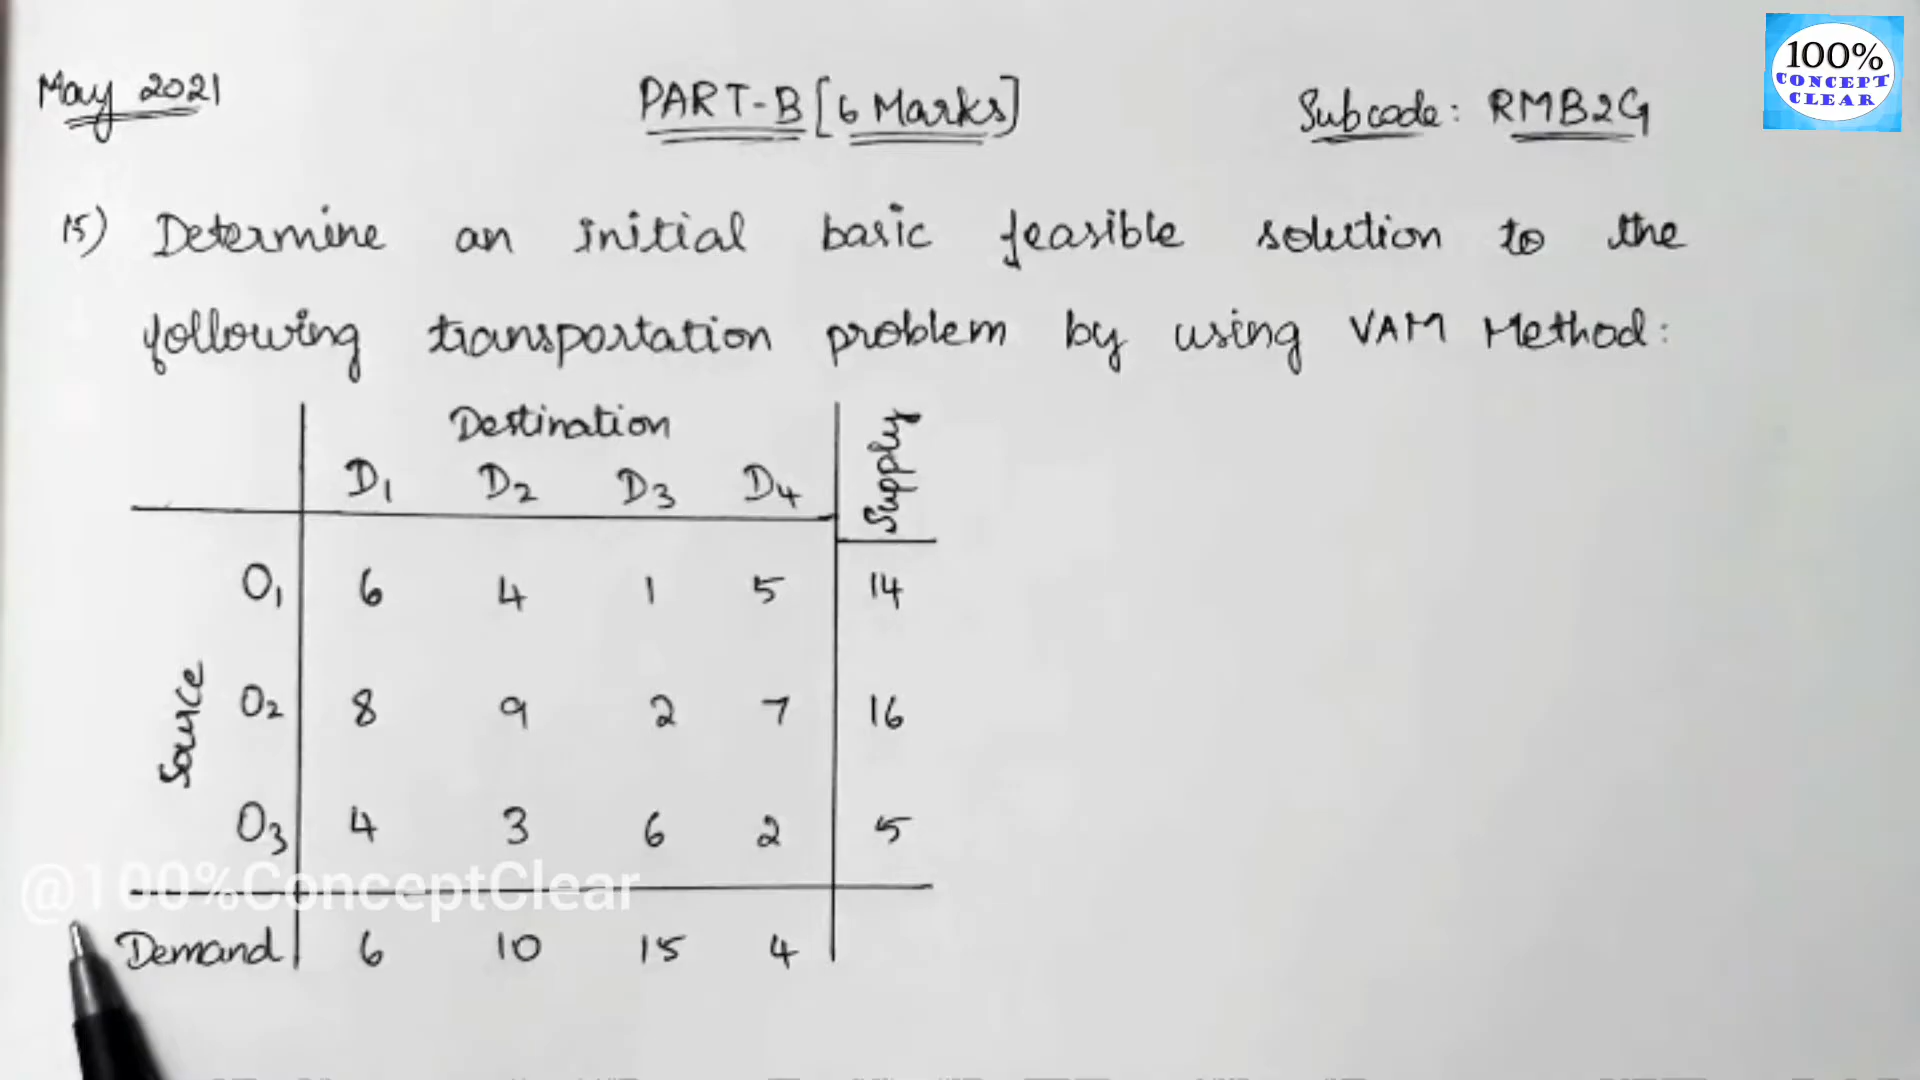 May 2021 PART-B [6 Marks] Subcode: RMB2G
100%
CONCEPT
CLEAR
15) Determine an initial basic feasible solution to the
following transportation problem by using VAM Method:
Destination
D1 D2 D3 D4 Supply
O1 6 4 1 5 14
Source O2 8 9 2 7 16
O3 4 3 6 2 5
@100%ConceptClear
Demand 6 10 15 4